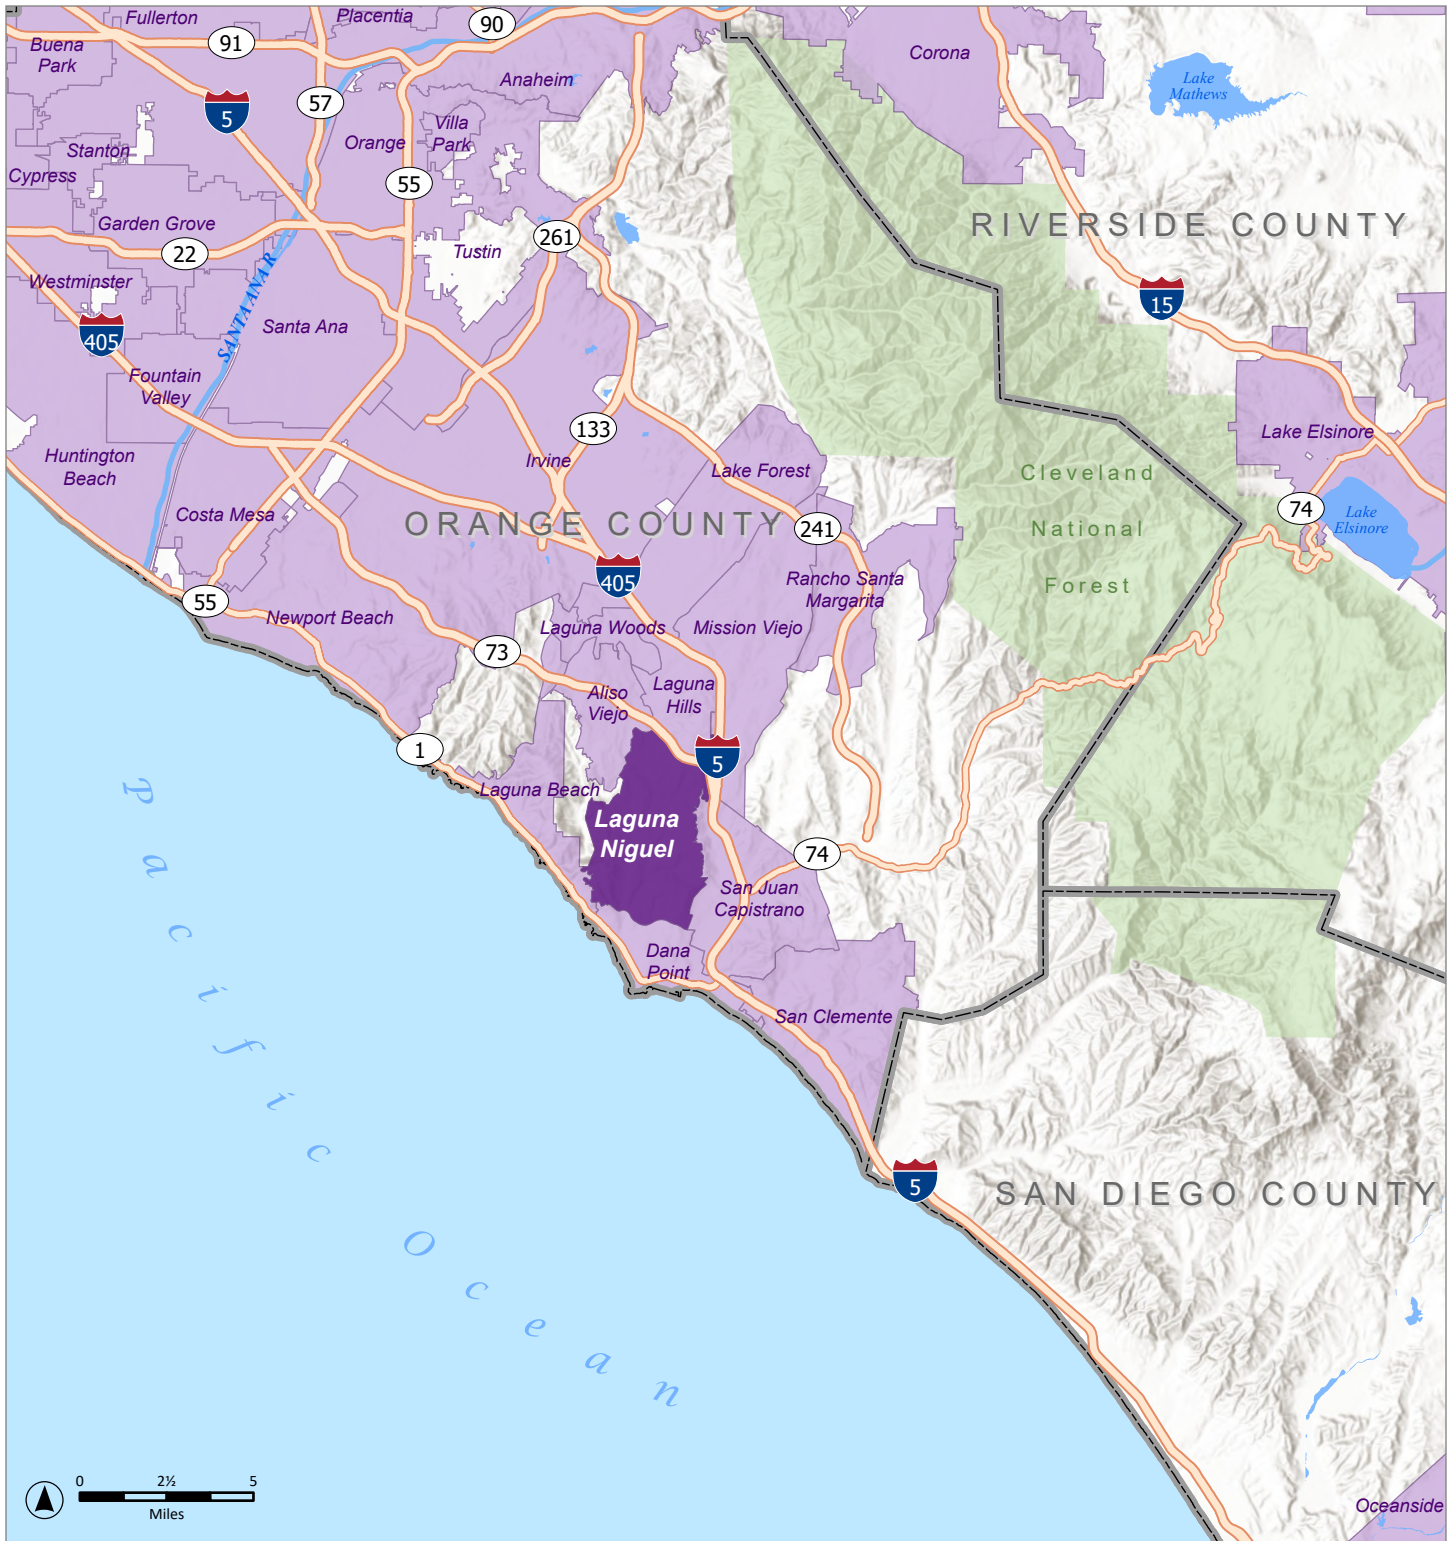 Fullerton
Placentia
90
91
Buena
Park
Corona
Lake
Mathews
Anaheim
57
5
Villa
Park
Orange
Stanton
Cypress
55
Garden Grove
RIVERSIDE COUNTY
261
22
Tustin
SANTA ANA R
Westminster
15
Santa Ana
405
Fountain
Valley
133
Lake Elsinore
Huntington
Beach
Irvine
Lake Forest
Cleveland
National
Forest
74
Lake
Elsinore
Costa Mesa
ORANGE COUNTY
241
405
Rancho Santa
Margarita
55
Newport Beach
Laguna Woods
Mission Viejo
73
Aliso
Viejo
Laguna
Hills
1
5
Laguna Beach
Laguna
Niguel
74
San Juan
Capistrano
Dana
Point
San Clemente
Pacific Ocean
5
SAN DIEGO COUNTY
0 2½ 5
Miles
Oceanside